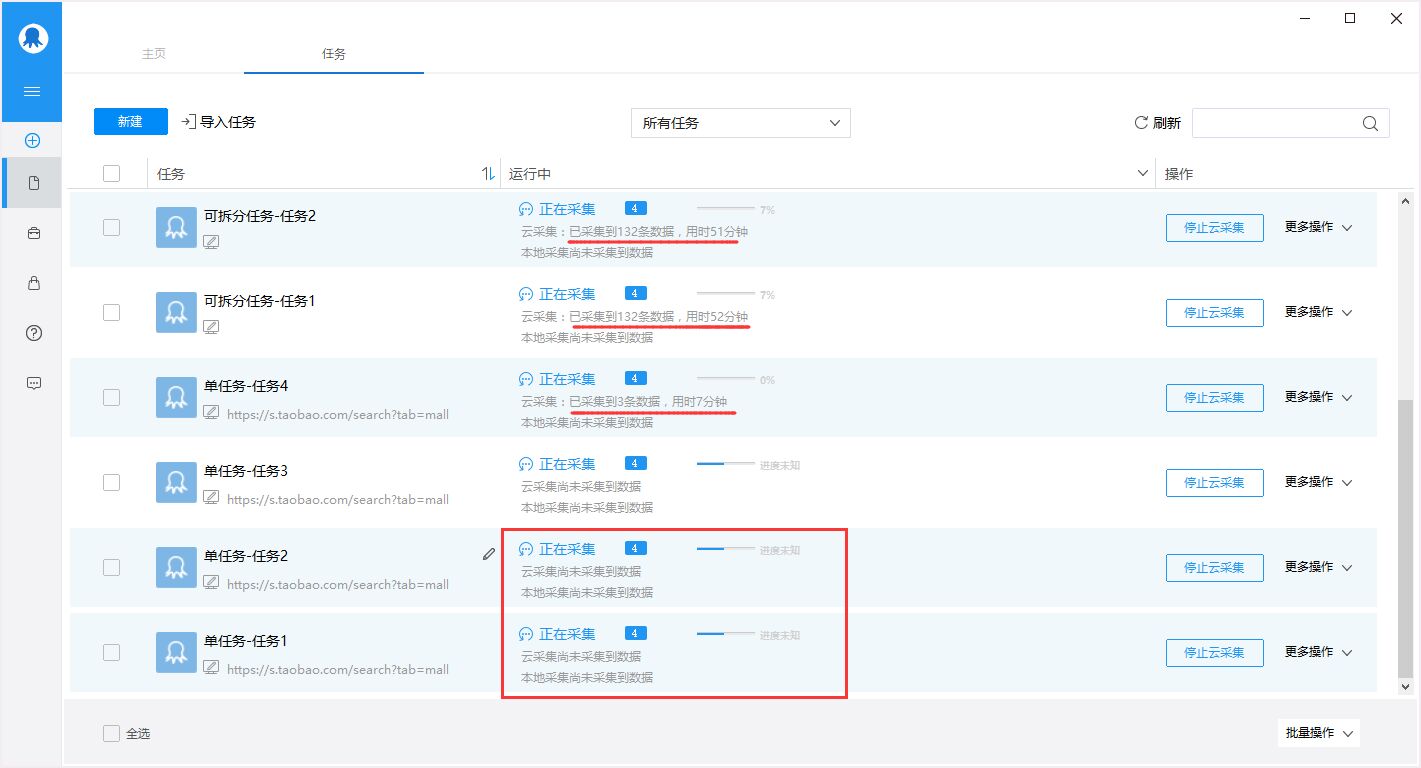 主页
任务
新建
导入任务
所有任务
刷新
任务
运行中
操作
可拆分任务-任务2
正在采集
4
7%
云采集：已采集到132条数据，用时51分钟
本地采集尚未采集到数据
停止云采集
更多操作
可拆分任务-任务1
正在采集
4
7%
云采集：已采集到132条数据，用时52分钟
本地采集尚未采集到数据
停止云采集
更多操作
单任务-任务4
https://s.taobao.com/search?tab=mall
正在采集
4
0%
云采集：已采集到3条数据，用时7分钟
本地采集尚未采集到数据
停止云采集
更多操作
单任务-任务3
https://s.taobao.com/search?tab=mall
正在采集
4
进度未知
云采集尚未采集到数据
本地采集尚未采集到数据
停止云采集
更多操作
单任务-任务2
https://s.taobao.com/search?tab=mall
正在采集
4
进度未知
云采集尚未采集到数据
本地采集尚未采集到数据
停止云采集
更多操作
单任务-任务1
https://s.taobao.com/search?tab=mall
正在采集
4
进度未知
云采集尚未采集到数据
本地采集尚未采集到数据
停止云采集
更多操作
全选
批量操作